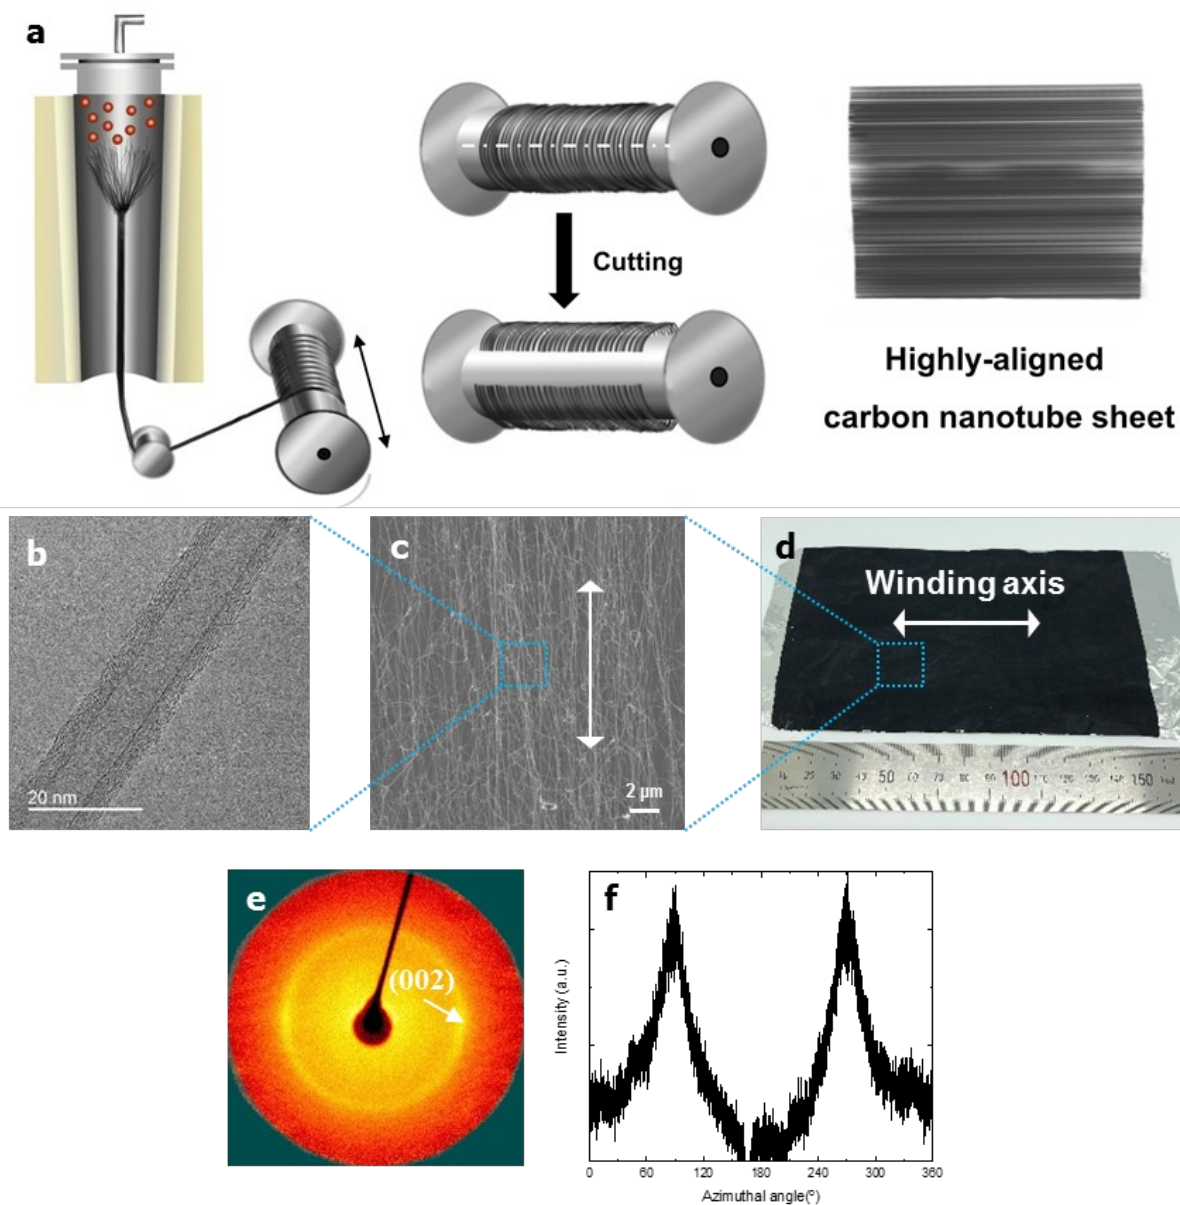 a
Cutting
Highly-aligned
carbon nanotube sheet
b
20 nm
c
2 µm
d
Winding axis
50
100
150
e
(002)
f
Intensity (a.u.)
0 60 120 180 240 300 360
Azimuthal angle(º)